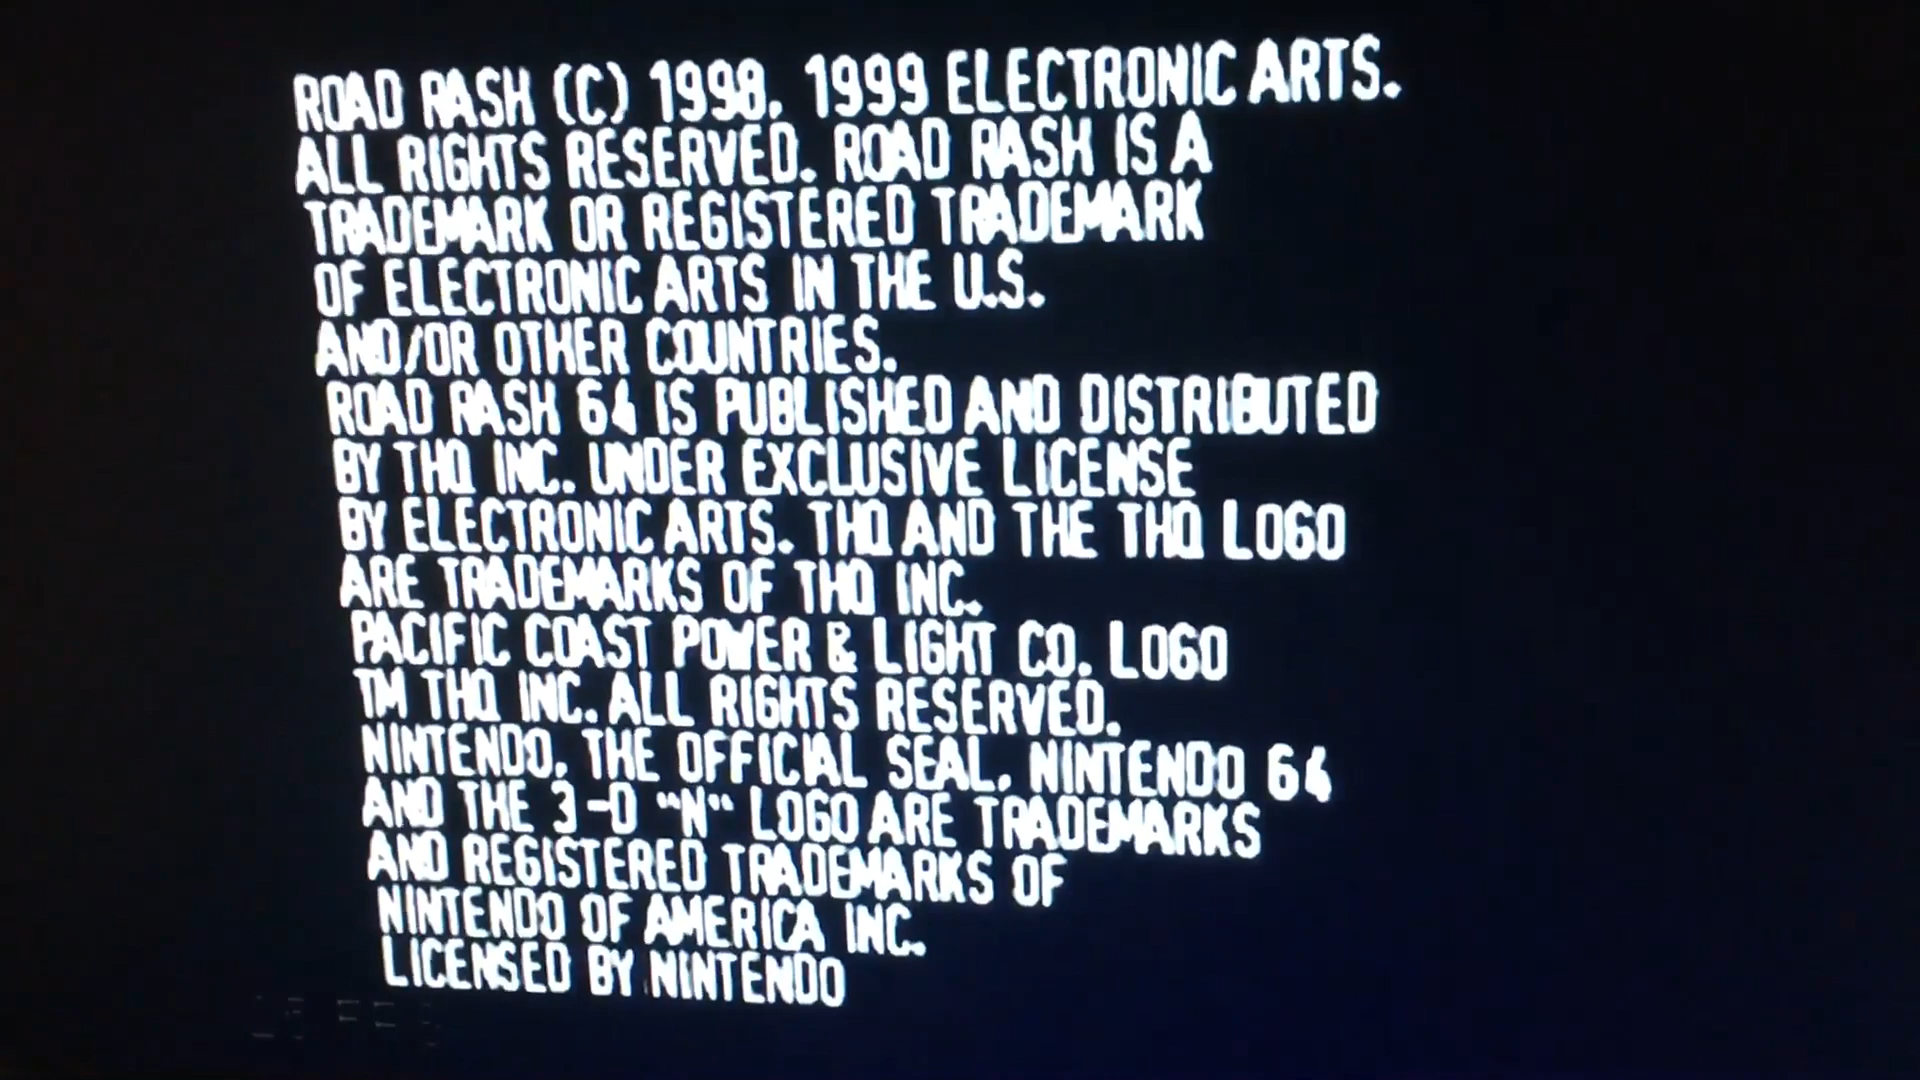 ROAD RASH (C) 1998, 1999 ELECTRONIC ARTS.
ALL RIGHTS RESERVED. ROAD RASH IS A
TRADEMARK OR REGISTERED TRADEMARK
OF ELECTRONIC ARTS IN THE U.S.
AND/OR OTHER COUNTRIES.
ROAD RASH 64 IS PUBLISHED AND DISTRIBUTED
BY THQ INC. UNDER EXCLUSIVE LICENSE
BY ELECTRONIC ARTS. THQ AND THE THQ LOGO
ARE TRADEMARKS OF THQ INC.
PACIFIC COAST POWER & LIGHT CO. LOGO
TM THQ INC. ALL RIGHTS RESERVED.
NINTENDO, THE OFFICIAL SEAL, NINTENDO 64
AND THE 3-D "N" LOGO ARE TRADEMARKS
AND REGISTERED TRADEMARKS OF
NINTENDO OF AMERICA INC.
LICENSED BY NINTENDO